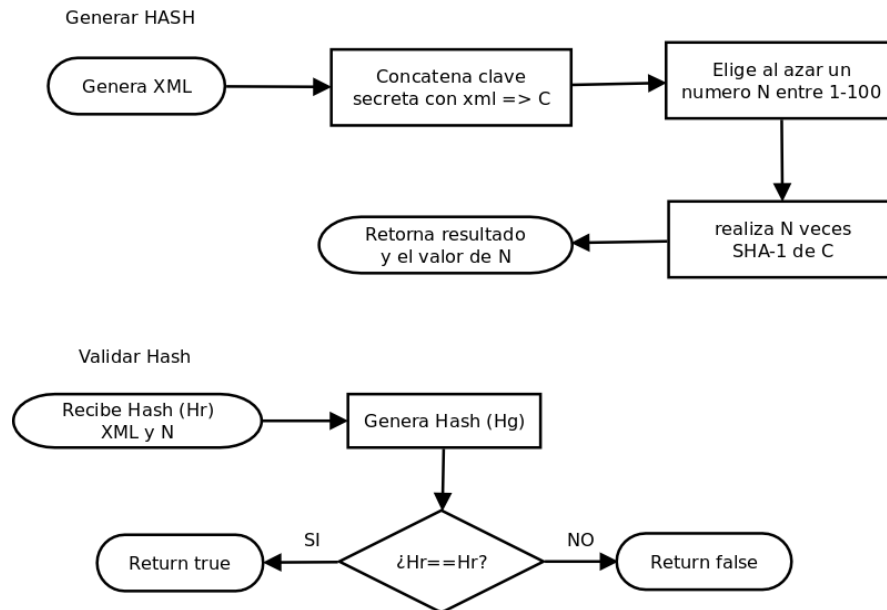 Generar HASH
Genera XML
Concatena clave
secreta con xml => C
Elige al azar un
numero N entre 1-100
realiza N veces
SHA-1 de C
Retorna resultado
y el valor de N
Validar Hash
Recibe Hash (Hr)
XML y N
Genera Hash (Hg)
¿Hr==Hr?
SI
Return true
NO
Return false